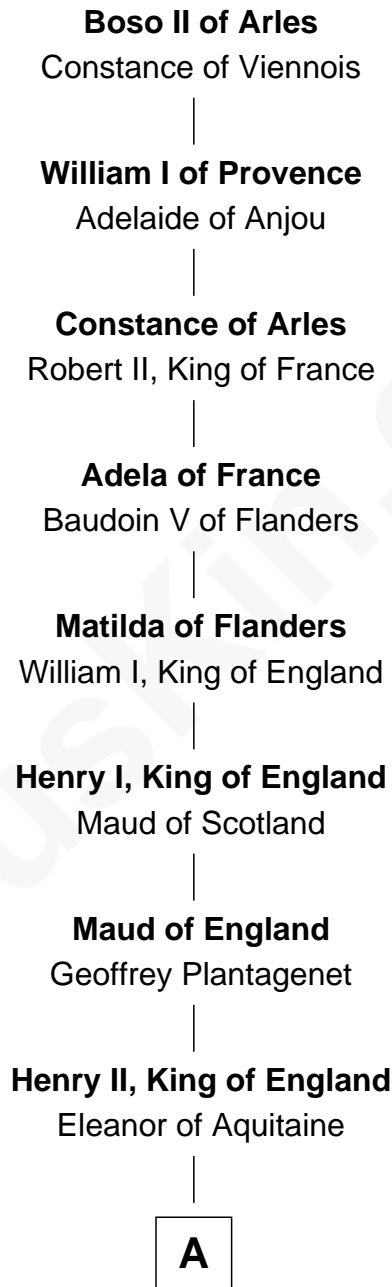 Boso II of Arles
Constance of Viennois
William I of Provence
Adelaide of Anjou
Constance of Arles
Robert II, King of France
Adela of France
Baudoin V of Flanders
Matilda of Flanders
William I, King of England
Henry I, King of England
Maud of Scotland
Maud of England
Geoffrey Plantagenet
Henry II, King of England
Eleanor of Aquitaine
A